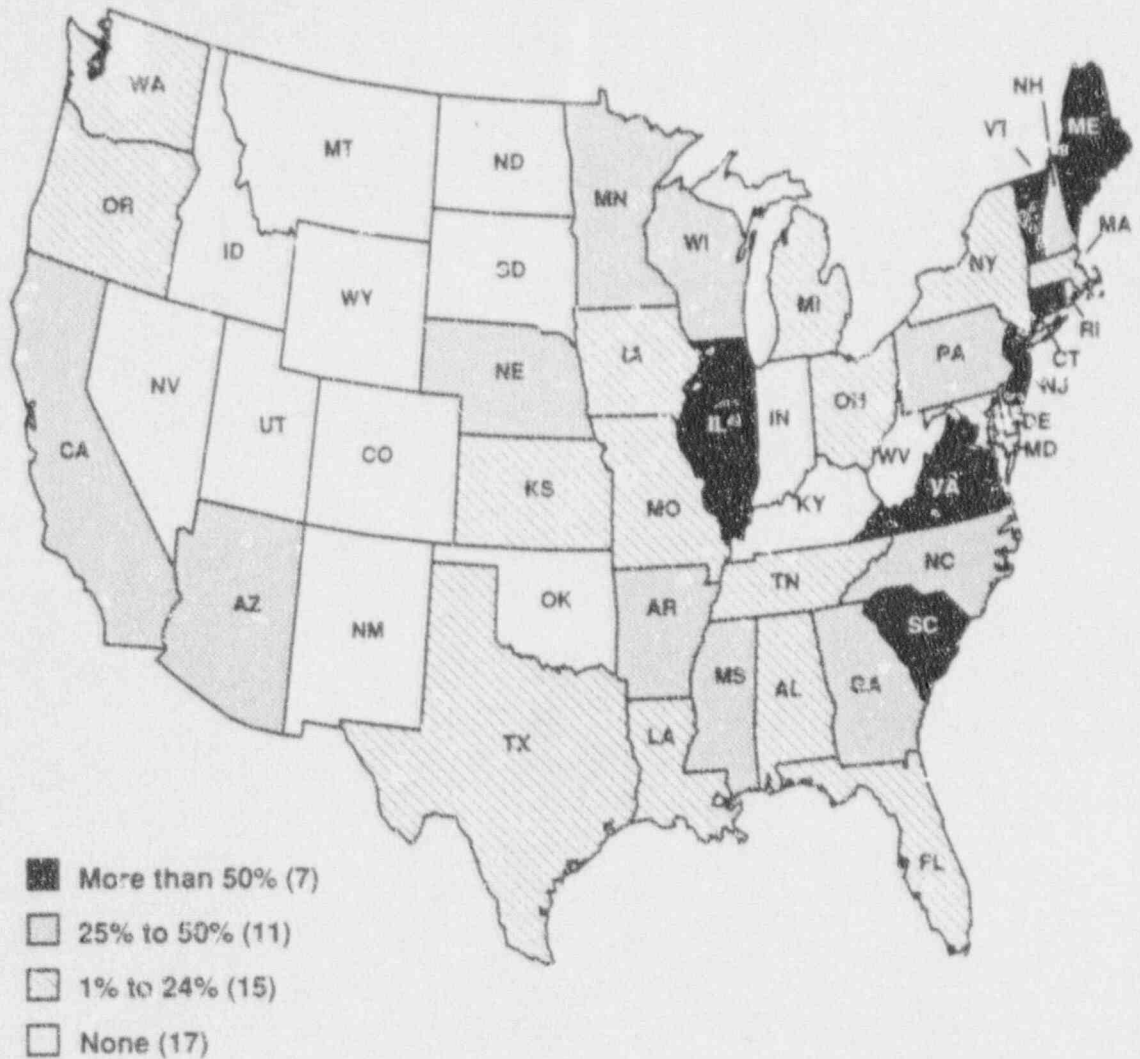 WA
MT
ND
MN
OR
ID
SD
WI
WY
MI
NY
NH
VT
ME
MA
RI
CT
NJ
DE
MD
PA
NE
IA
IL
IN
OH
WV
VA
KY
NV
UT
CO
CA
KS
MO
TN
NC
SC
AZ
NM
OK
AR
MS
AL
GA
TX
LA
FL
More than 50% (7)
25% to 50% (11)
1% to 24% (15)
None (17)